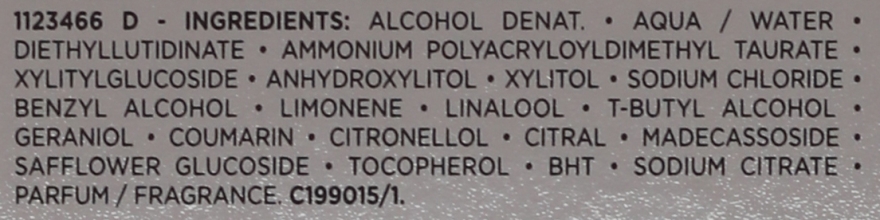 1123466 D - INGREDIENTS: ALCOHOL DENAT. • AQUA / WATER •
DIETHYLLUTIDINATE • AMMONIUM POLYACRYLOYLDIMETHYL TAURATE •
XYLITYLGLUCOSIDE • ANHYDROXYLITOL • XYLITOL • SODIUM CHLORIDE •
BENZYL ALCOHOL • LIMONENE • LINALOOL • T-BUTYL ALCOHOL •
GERANIOL • COUMARIN • CITRONELLOL • CITRAL • MADECASSOSIDE •
SAFFLOWER GLUCOSIDE • TOCOPHEROL • BHT • SODIUM CITRATE •
PARFUM / FRAGRANCE. C199015/1.